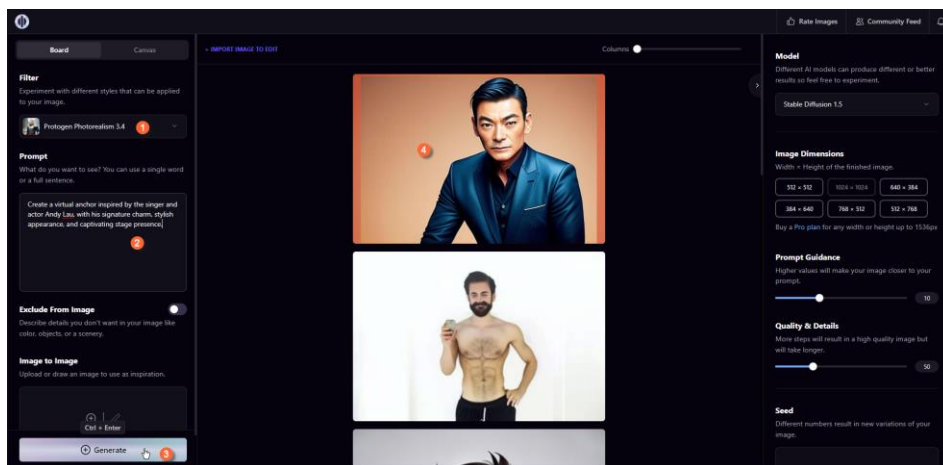 Rate Images
Community Feed
Board
Canvas
+ IMPORT IMAGE TO EDIT
Columns
Filter
Experiment with different styles that can be applied
to your image.
Protogen Photorealism 3.4
1
Prompt
What do you want to see? You can use a single word
or a full sentence.
Create a virtual anchor inspired by the singer and
actor Andy Lau, with his signature charm, stylish
appearance, and captivating stage presence.
2
Exclude From Image
Describe details you don't want in your image like
color, objects, or a scenery.
Image to Image
Upload or draw an image to use as inspiration.
Ctrl + Enter
Generate
3
4
Model
Different AI models can produce different or better
results so feel free to experiment.
Stable Diffusion 1.5
Image Dimensions
Width × Height of the finished image.
512 × 512
1024 × 1024
640 × 384
384 × 640
768 × 512
512 × 768
Buy a Pro plan for any width or height up to 1536px
Prompt Guidance
Higher values will make your image closer to your
prompt.
10
Quality & Details
More steps will result in a high quality image but
will take longer.
50
Seed
Different numbers result in new variations of your
image.